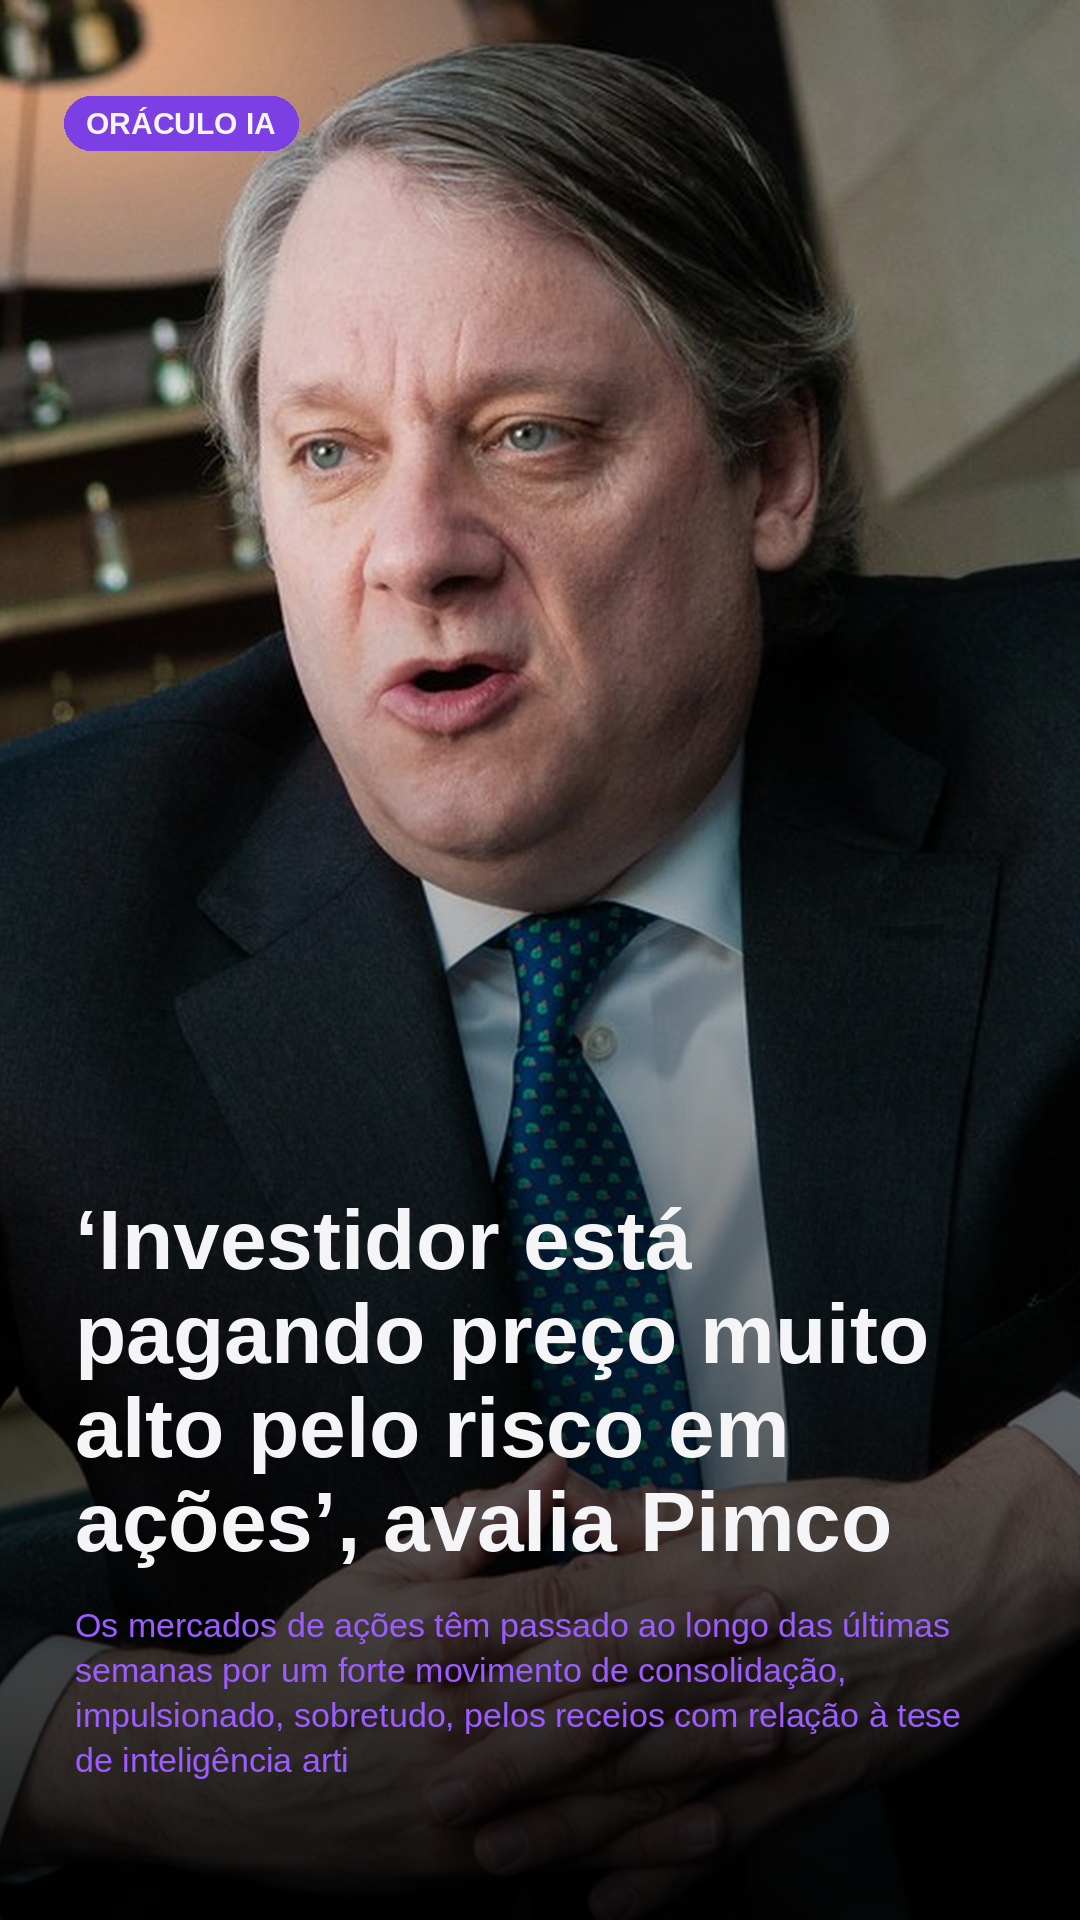 ORÁCULO IA
‘Investidor está
pagando preço muito
alto pelo risco em
ações’, avalia Pimco
Os mercados de ações têm passado ao longo das últimas
semanas por um forte movimento de consolidação,
impulsionado, sobretudo, pelos receios com relação à tese
de inteligência arti